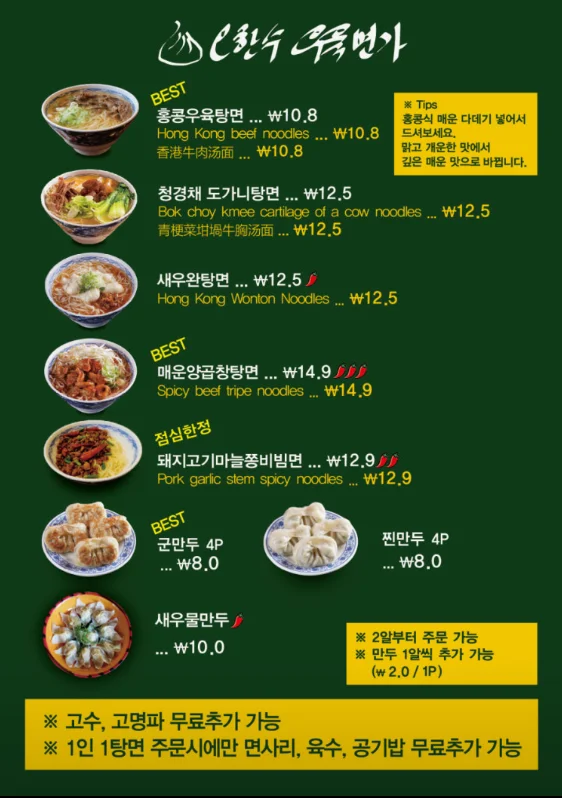 오한수 우육면가
BEST
홍콩우육탕면 ... ₩10.8
Hong Kong beef noodles ... ₩10.8
香港牛肉汤面 ... ₩10.8
※ Tips
홍콩식 매운 다데기 넣어서
드셔보세요.
맑고 개운한 맛에서
깊은 매운 맛으로 바뀝니다.
청경채 도가니탕면 ... ₩12.5
Bok choy kmee cartilage of a cow noodles ... ₩12.5
青梗菜坩堝牛胸汤面 ... ₩12.5
새우완탕면 ... ₩12.5
Hong Kong Wonton Noodles ... ₩12.5
BEST
매운양곱창탕면 ... ₩14.9
Spicy beef tripe noodles ... ₩14.9
점심한정
돼지고기마늘쫑비빔면 ... ₩12.9
Pork garlic stem spicy noodles ... ₩12.9
BEST
군만두 4P
... ₩8.0
찐만두 4P
... ₩8.0
새우물만두
... ₩10.0
※ 2알부터 주문 가능
※ 만두 1알씩 추가 가능
(₩ 2.0 / 1P)
※ 고수, 고명파 무료추가 가능
※ 1인 1탕면 주문시에만 면사리, 육수, 공기밥 무료추가 가능